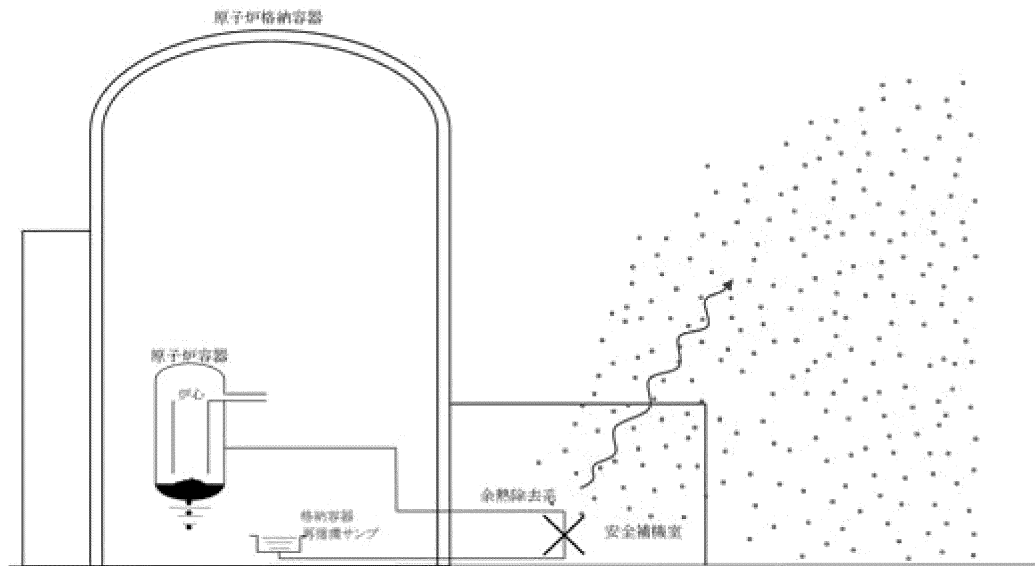 原子炉格納容器
原子炉容器
炉心
余熱除去系
格納容器
再循環サンプ
安全補機室